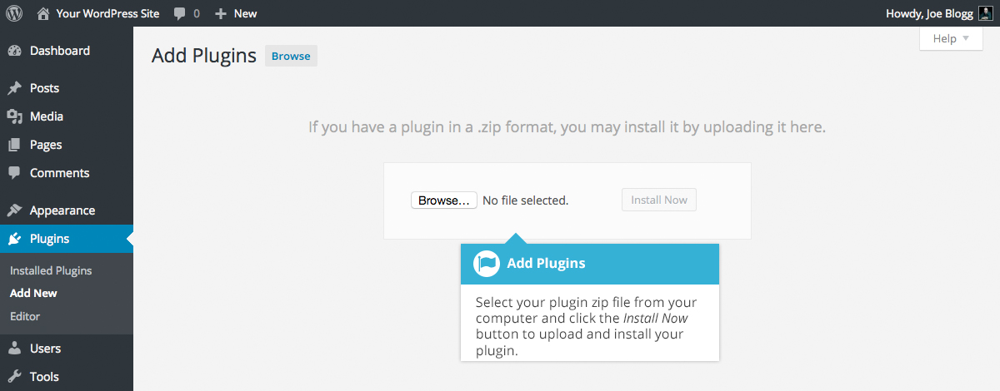 Your WordPress Site 0 New Howdy, Joe Blogg
Help
Add Plugins Browse
Dashboard
Posts
Media
Pages
Comments
Appearance
Plugins
Installed Plugins
Add New
Editor
Users
Tools
If you have a plugin in a .zip format, you may install it by uploading it here.
Browse... No file selected. Install Now
Add Plugins
Select your plugin zip file from your
computer and click the Install Now
button to upload and install your
plugin.